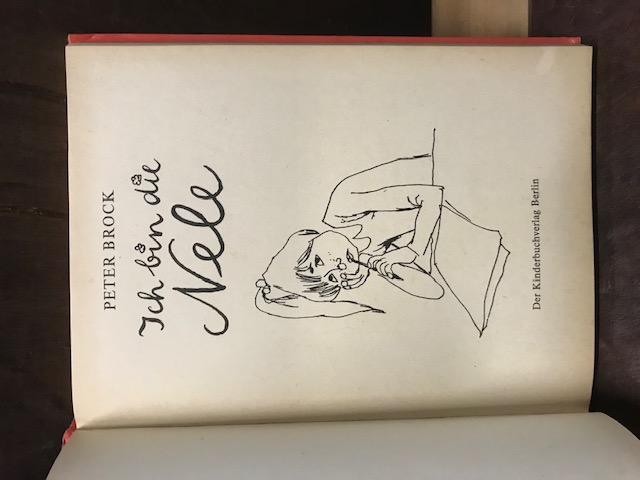 PETER BROCK
Ich bin die
Nele
Der Kinderbuchverlag Berlin